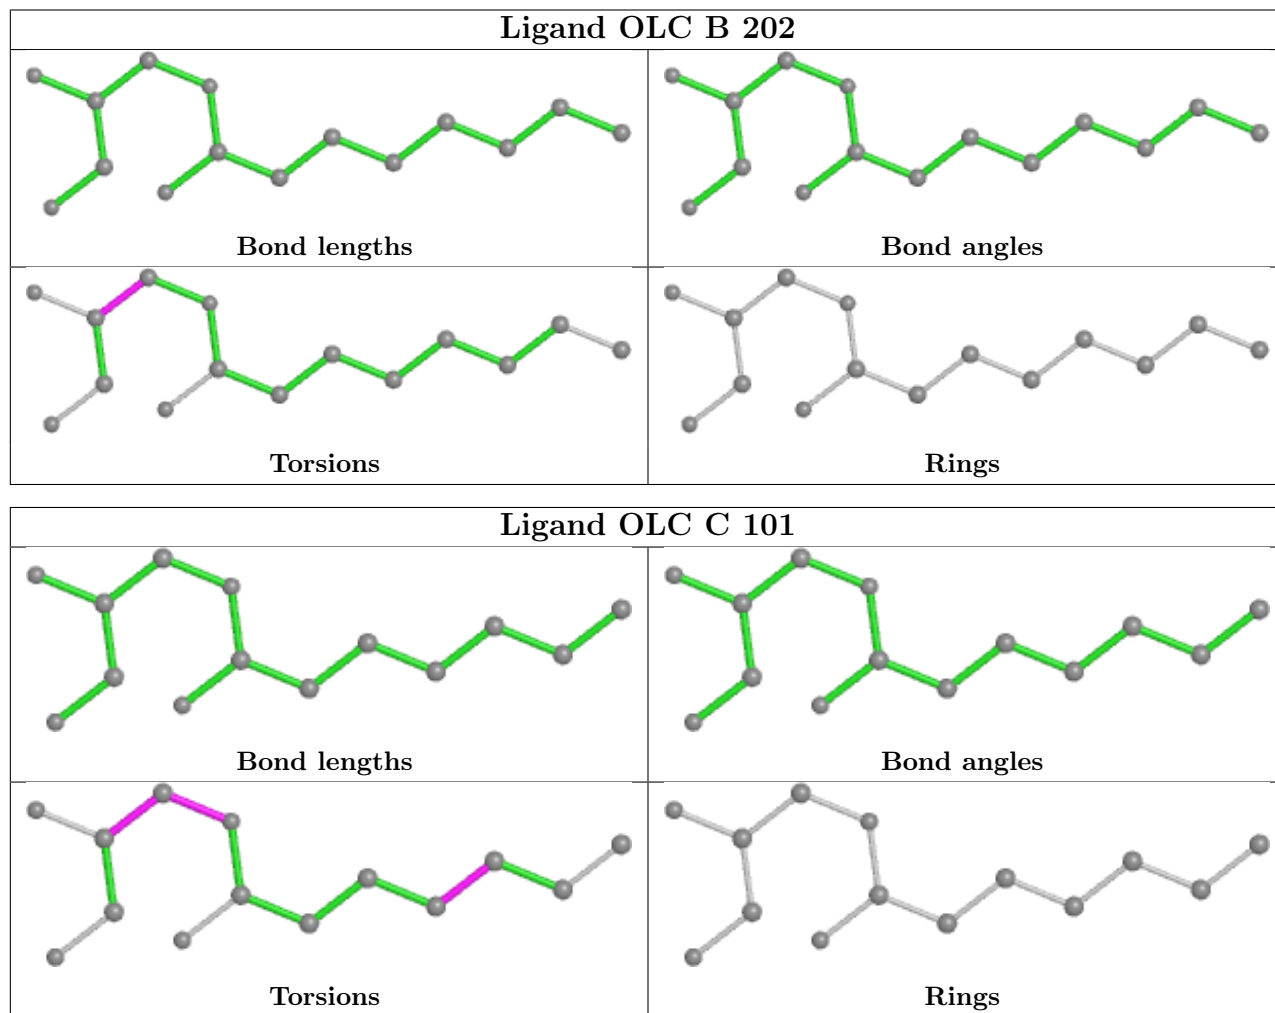 Ligand OLC B 202
Bond lengths
Bond angles
Torsions
Rings
Ligand OLC C 101
Bond lengths
Bond angles
Torsions
Rings